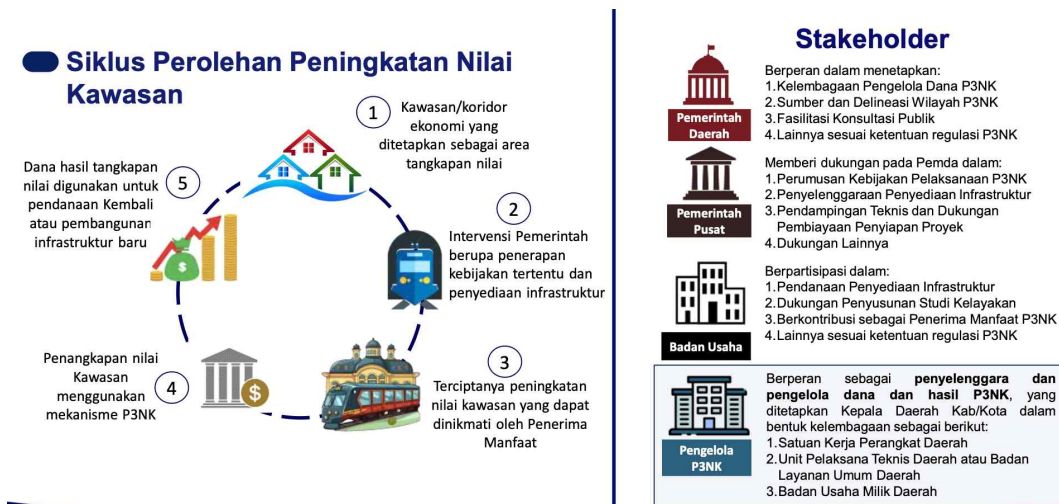 Siklus Perolehan Peningkatan Nilai
Kawasan
1
Kawasan/koridor
ekonomi yang
ditetapkan sebagai area
tangkapan nilai
2
Intervensi Pemerintah
berupa penerapan
kebijakan tertentu dan
penyediaan infrastruktur
3
Terciptanya peningkatan
nilai kawasan yang dapat
dinikmati oleh Penerima
Manfaat
4
Penangkapan nilai
Kawasan
menggunakan
mekanisme P3NK
$
5
Dana hasil tangkapan
nilai digunakan untuk
pendanaan Kembali
atau pembangunan
infrastruktur baru
$
Stakeholder
Pemerintah
Daerah
Berperan dalam menetapkan:
1.Kelembagaan Pengelola Dana P3NK
2.Sumber dan Delineasi Wilayah P3NK
3.Fasilitasi Konsultasi Publik
4.Lainnya sesuai ketentuan regulasi P3NK
Pemerintah
Pusat
Memberi dukungan pada Pemda dalam:
1.Perumusan Kebijakan Pelaksanaan P3NK
2.Penyelenggaraan Penyediaan Infrastruktur
3.Pendampingan Teknis dan Dukungan
Pembiayaan Penyiapan Proyek
4.Dukungan Lainnya
Badan Usaha
Berpartisipasi dalam:
1.Pendanaan Penyediaan Infrastruktur
2.Dukungan Penyusunan Studi Kelayakan
3.Berkontribusi sebagai Penerima Manfaat P3NK
4.Lainnya sesuai ketentuan regulasi P3NK
Pengelola
P3NK
Berperan sebagai penyelenggara dan
pengelola dana dan hasil P3NK, yang
ditetapkan Kepala Daerah Kab/Kota dalam
bentuk kelembagaan sebagai berikut:
1.Satuan Kerja Perangkat Daerah
2.Unit Pelaksana Teknis Daerah atau Badan
Layanan Umum Daerah
3.Badan Usaha Milik Daerah